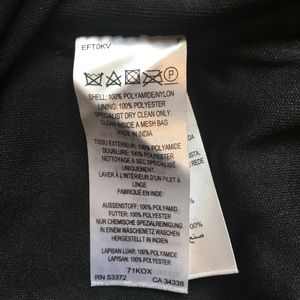 EFT0KV
P
SHELL: 100% POLYAMIDE/NYLON
LINING: 100% POLYESTER
SPECIALIST DRY CLEAN ONLY.
CLEAN INSIDE A MESH BAG
MADE IN INDIA
TISSU EXTÉRIEUR: 100% POLYAMIDE
DOUBLURE: 100% POLYESTER
NETTOYAGE À SEC SPÉCIALISÉ
UNIQUEMENT.
LAVER À L'INTÉRIEUR D'UN FILET À
LINGE
FABRIQUÉ EN INDE
AUSSENSTOFF: 100% POLYAMID
FUTTER: 100% POLYESTER
NUR CHEMISCHE SPEZIALREINIGUNG
IN EINEM WÄSCHENETZ WASCHEN
HERGESTELLT IN INDIEN
LAPISAN LUAR: 100% POLYAMIDE
LAPISAN: 100% POLYESTER
71KOX
RN 53372 CA 34338